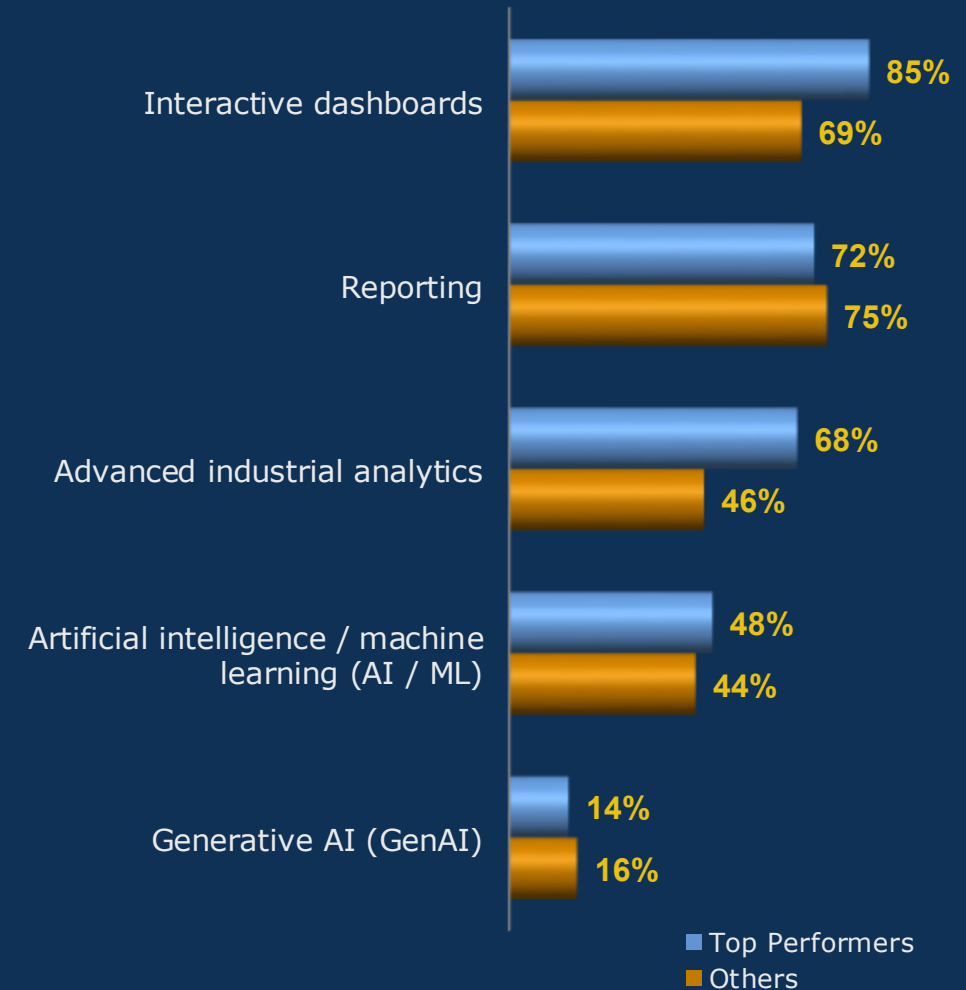 Interactive dashboards
85%
69%
Reporting
72%
75%
Advanced industrial analytics
68%
46%
Artificial intelligence / machine
learning (AI / ML)
48%
44%
Generative AI (GenAI)
14%
16%
Top Performers
Others